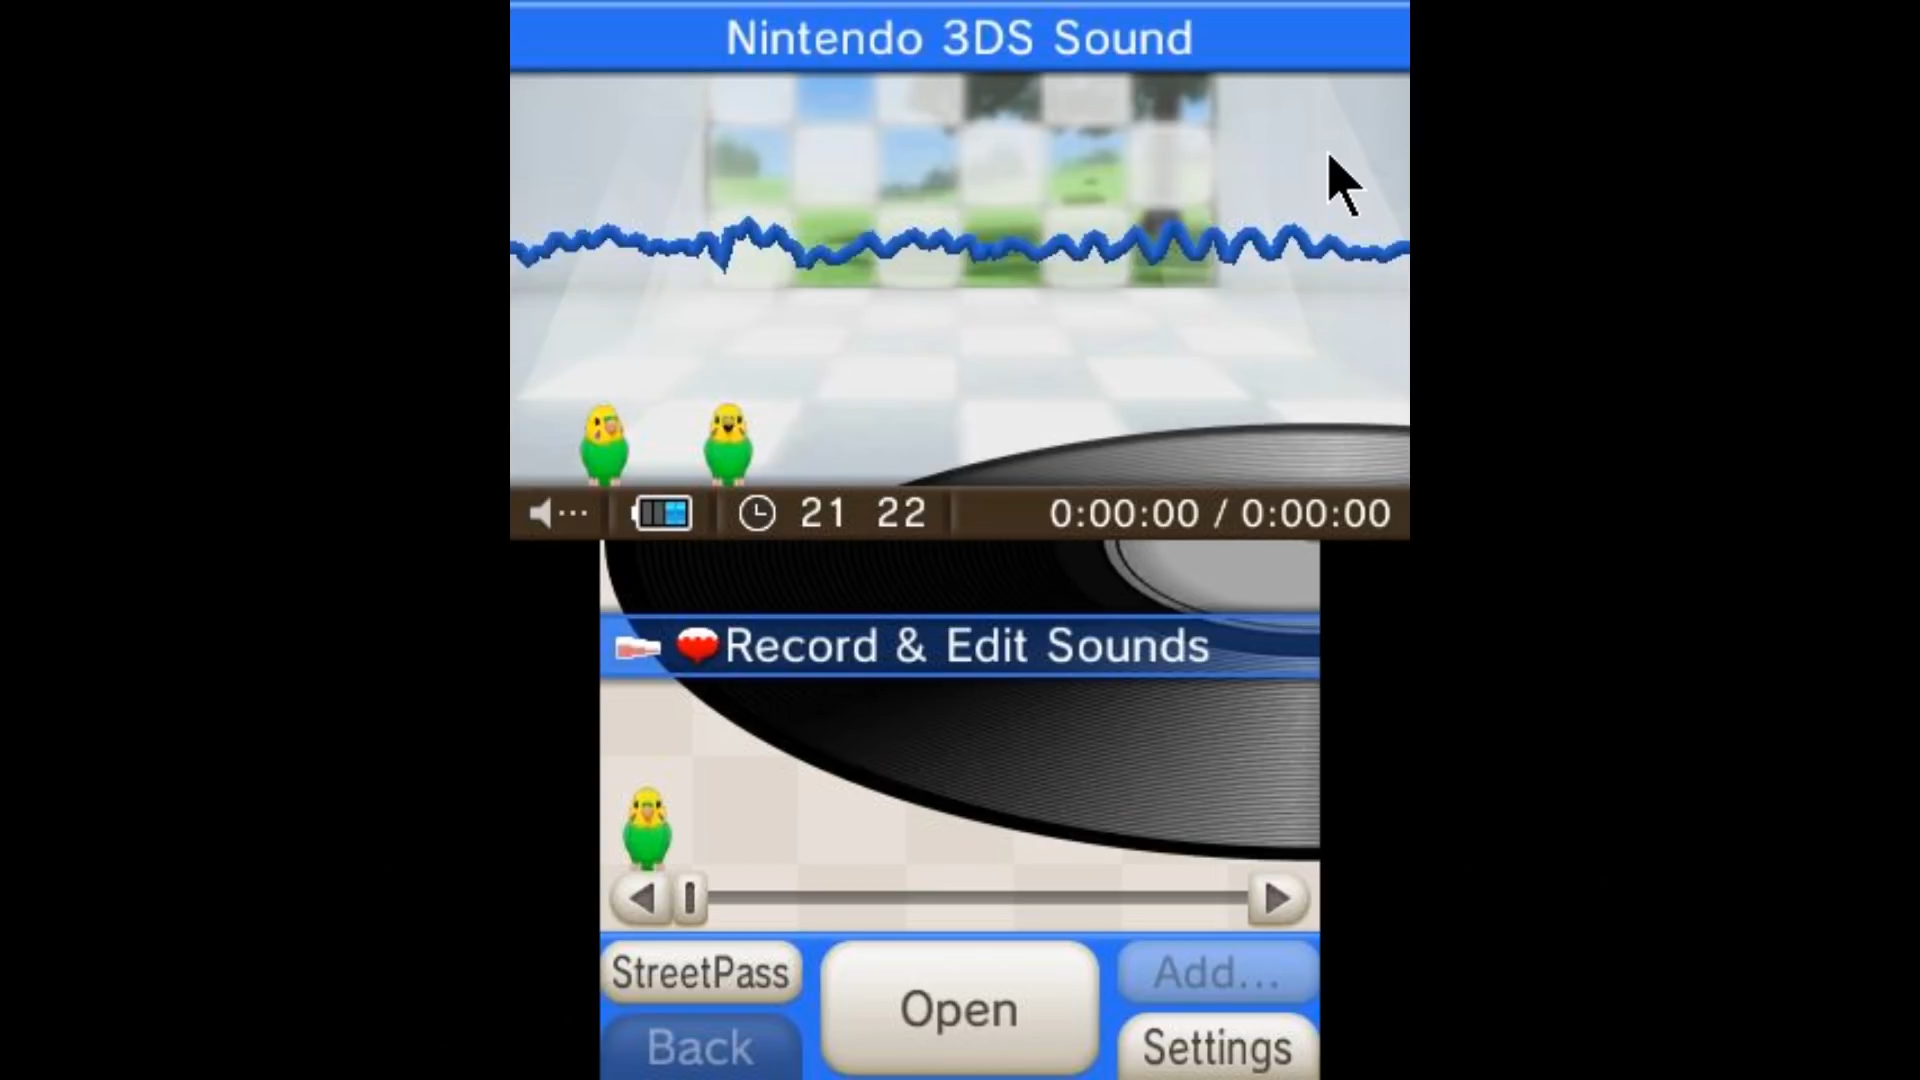 Nintendo 3DS Sound
21 22
0:00:00 / 0:00:00
Record & Edit Sounds
StreetPass
Add...
Open
Back
Settings